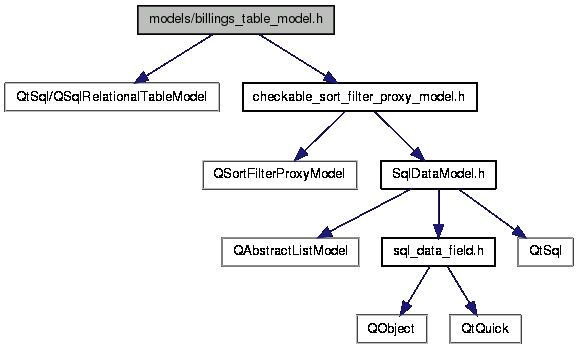 models/billings_table_model.h
QtSql/QSqlRelationalTableModel
checkable_sort_filter_proxy_model.h
QSortFilterProxyModel
SqlDataModel.h
QAbstractListModel
sql_data_field.h
QtSql
QObject
QtQuick